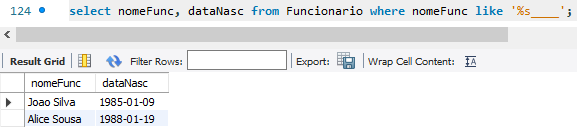 124 select nomeFunc, dataNasc from Funcionario where nomeFunc like '%s____';
Result Grid Filter Rows: Export: Wrap Cell Content: IA
nomeFunc dataNasc
Joao Silva 1985-01-09
Alice Sousa 1988-01-19